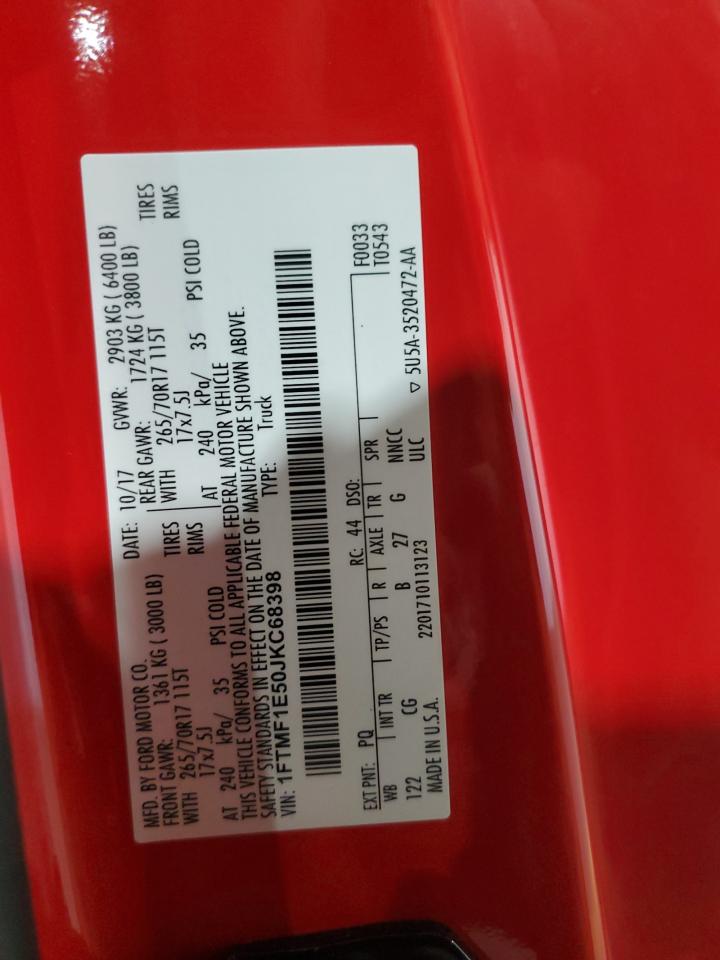 MFD. BY FORD MOTOR CO. DATE: 10/17 GVWR: 2903 KG ( 6400 LB)
FRONT GAWR: 1361 KG ( 3000 LB) REAR GAWR: 1724 KG ( 3800 LB)
WITH 265/70R17 115T TIRES WITH 265/70R17 115T TIRES
17x7.5J RIMS 17x7.5J RIMS
AT 240 kPa/ 35 PSI COLD AT 240 kPa/ 35 PSI COLD
THIS VEHICLE CONFORMS TO ALL APPLICABLE FEDERAL MOTOR VEHICLE
SAFETY STANDARDS IN EFFECT ON THE DATE OF MANUFACTURE SHOWN ABOVE.
VIN: 1FTMF1E50JKC68398 TYPE: Truck
EXT PNT: PQ RC: 44 DSO: F0033
WB INT TR TP/PS R AXLE TR SPR T0543
122 CG B 27 G NNCC
MADE IN U.S.A. 2201710113123 ULC ▽ 5U5A-3520472-AA